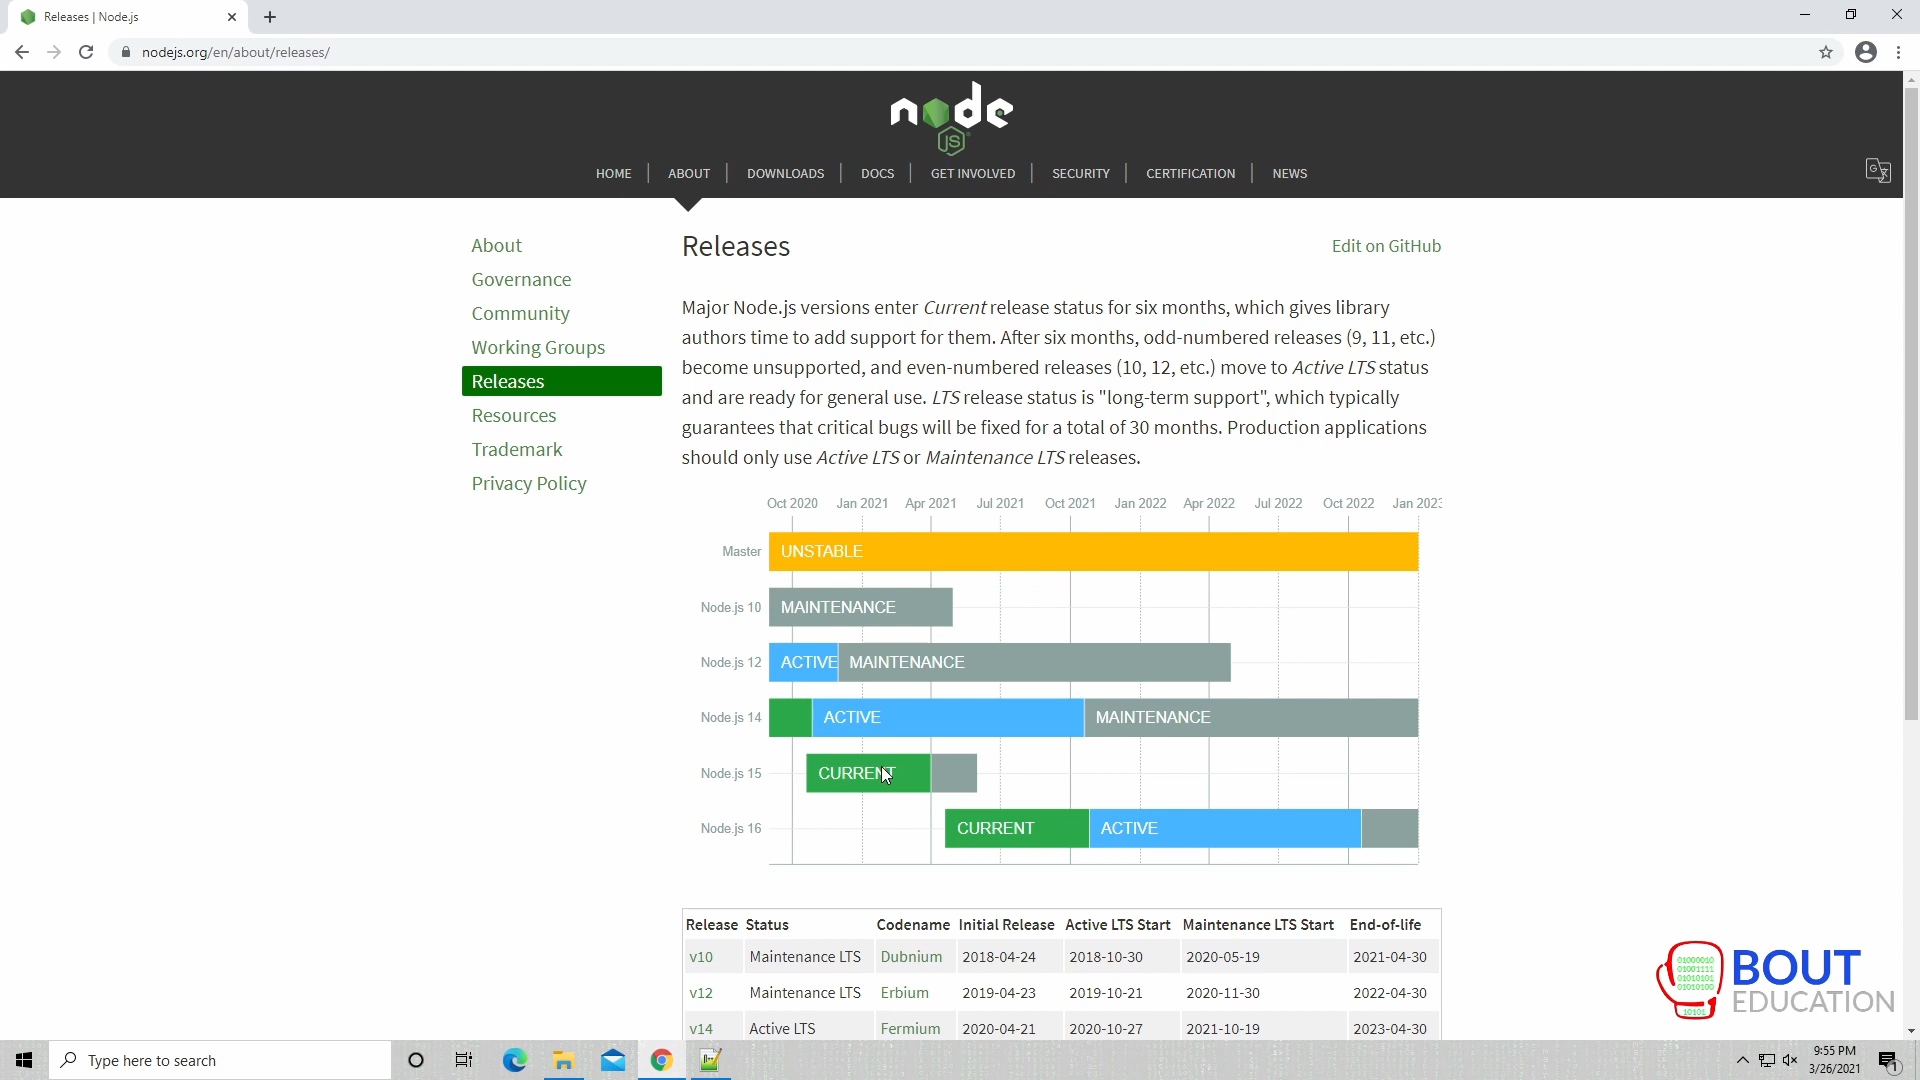 Releases | Node.js
nodejs.org/en/about/releases/
node
JS
HOME
ABOUT
DOWNLOADS
DOCS
GET INVOLVED
SECURITY
CERTIFICATION
NEWS
About
Governance
Community
Working Groups
Releases
Resources
Trademark
Privacy Policy
Releases
Edit on GitHub
Major Node.js versions enter Current release status for six months, which gives library
authors time to add support for them. After six months, odd-numbered releases (9, 11, etc.)
become unsupported, and even-numbered releases (10, 12, etc.) move to Active LTS status
and are ready for general use. LTS release status is "long-term support", which typically
guarantees that critical bugs will be fixed for a total of 30 months. Production applications
should only use Active LTS or Maintenance LTS releases.
Oct 2020 Jan 2021 Apr 2021 Jul 2021 Oct 2021 Jan 2022 Apr 2022 Jul 2022 Oct 2022 Jan 2023
Master UNSTABLE
Node.js 10 MAINTENANCE
Node.js 12 ACTIVE MAINTENANCE
Node.js 14 ACTIVE MAINTENANCE
Node.js 15 CURRENT
Node.js 16 CURRENT ACTIVE
Release Status Codename Initial Release Active LTS Start Maintenance LTS Start End-of-life
v10 Maintenance LTS Dubnium 2018-04-24 2018-10-30 2020-05-19 2021-04-30
v12 Maintenance LTS Erbium 2019-04-23 2019-10-21 2020-11-30 2022-04-30
v14 Active LTS Fermium 2020-04-21 2020-10-27 2021-10-19 2023-04-30
01000010
01001111
01010101
01010100
10101
BOUT
EDUCATION
Type here to search
9:55 PM
3/26/2021
1